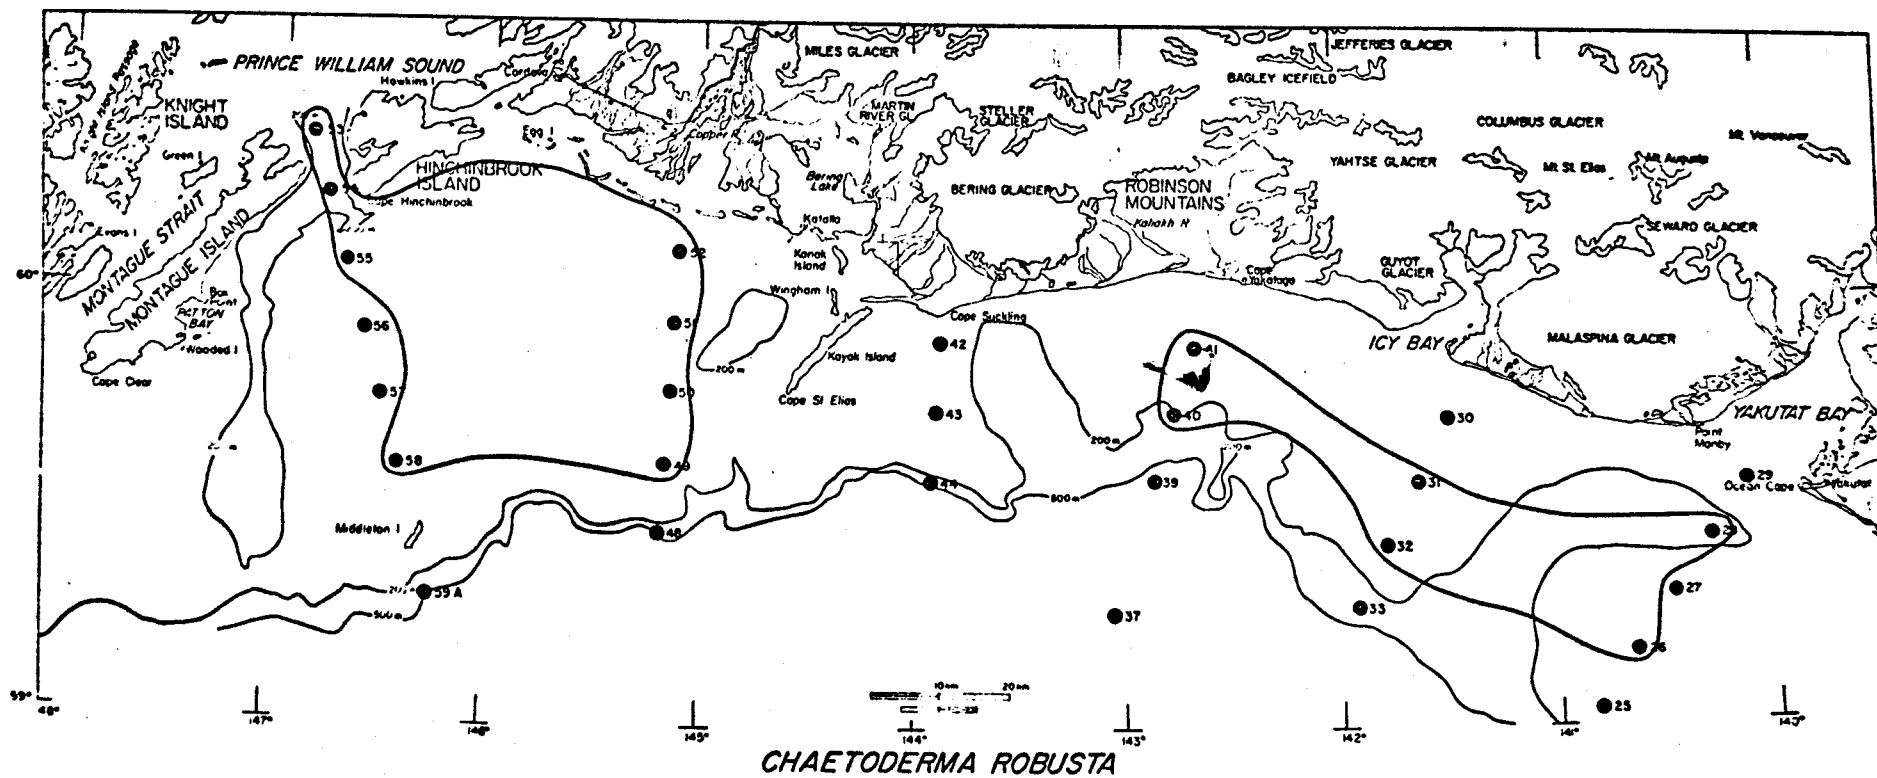 PRINCE WILLIAM SOUND
Hawkins I
Cordova
MILES GLACIER
JEFFERIES GLACIER
BAGLEY ICEFIELD
KNIGHT
ISLAND
MARTIN
RIVER GL
STELLER
GLACIER
COLUMBUS GLACIER
Mt Vancouver
Egg I
Copper R
Green I
HINCHINBROOK
ISLAND
Cape Hinchinbrook
Bering
Lake
BERING GLACIER
ROBINSON
MOUNTAINS
YAHTSE GLACIER
Mt St. Elias
Mt Augusta
Katalla
Kaliakh R
SEWARD GLACIER
MONTAGUE STRAIT
MONTAGUE ISLAND
Evans I
55
52
Kanak
Island
GUYOT
GLACIER
Cape
Yakataga
60°
Wingham I
PATTON
BAY
56
Cape Suckling
42
41
ICY BAY
MALASPINA GLACIER
Wooded I
Kayak Island
200 m
Cape Clear
57
50
Cape St Elias
43
40
30
YAKUTAT BAY
Point
Manby
58
49
200 m
44
39
31
29
Ocean Cape
Yakutat
Middleton I
48
32
59 A
33
27
37
26
59°
10nm
20nm
25
147°
146°
145°
144°
143°
142°
141°
140°
CHAETODERMA ROBUSTA